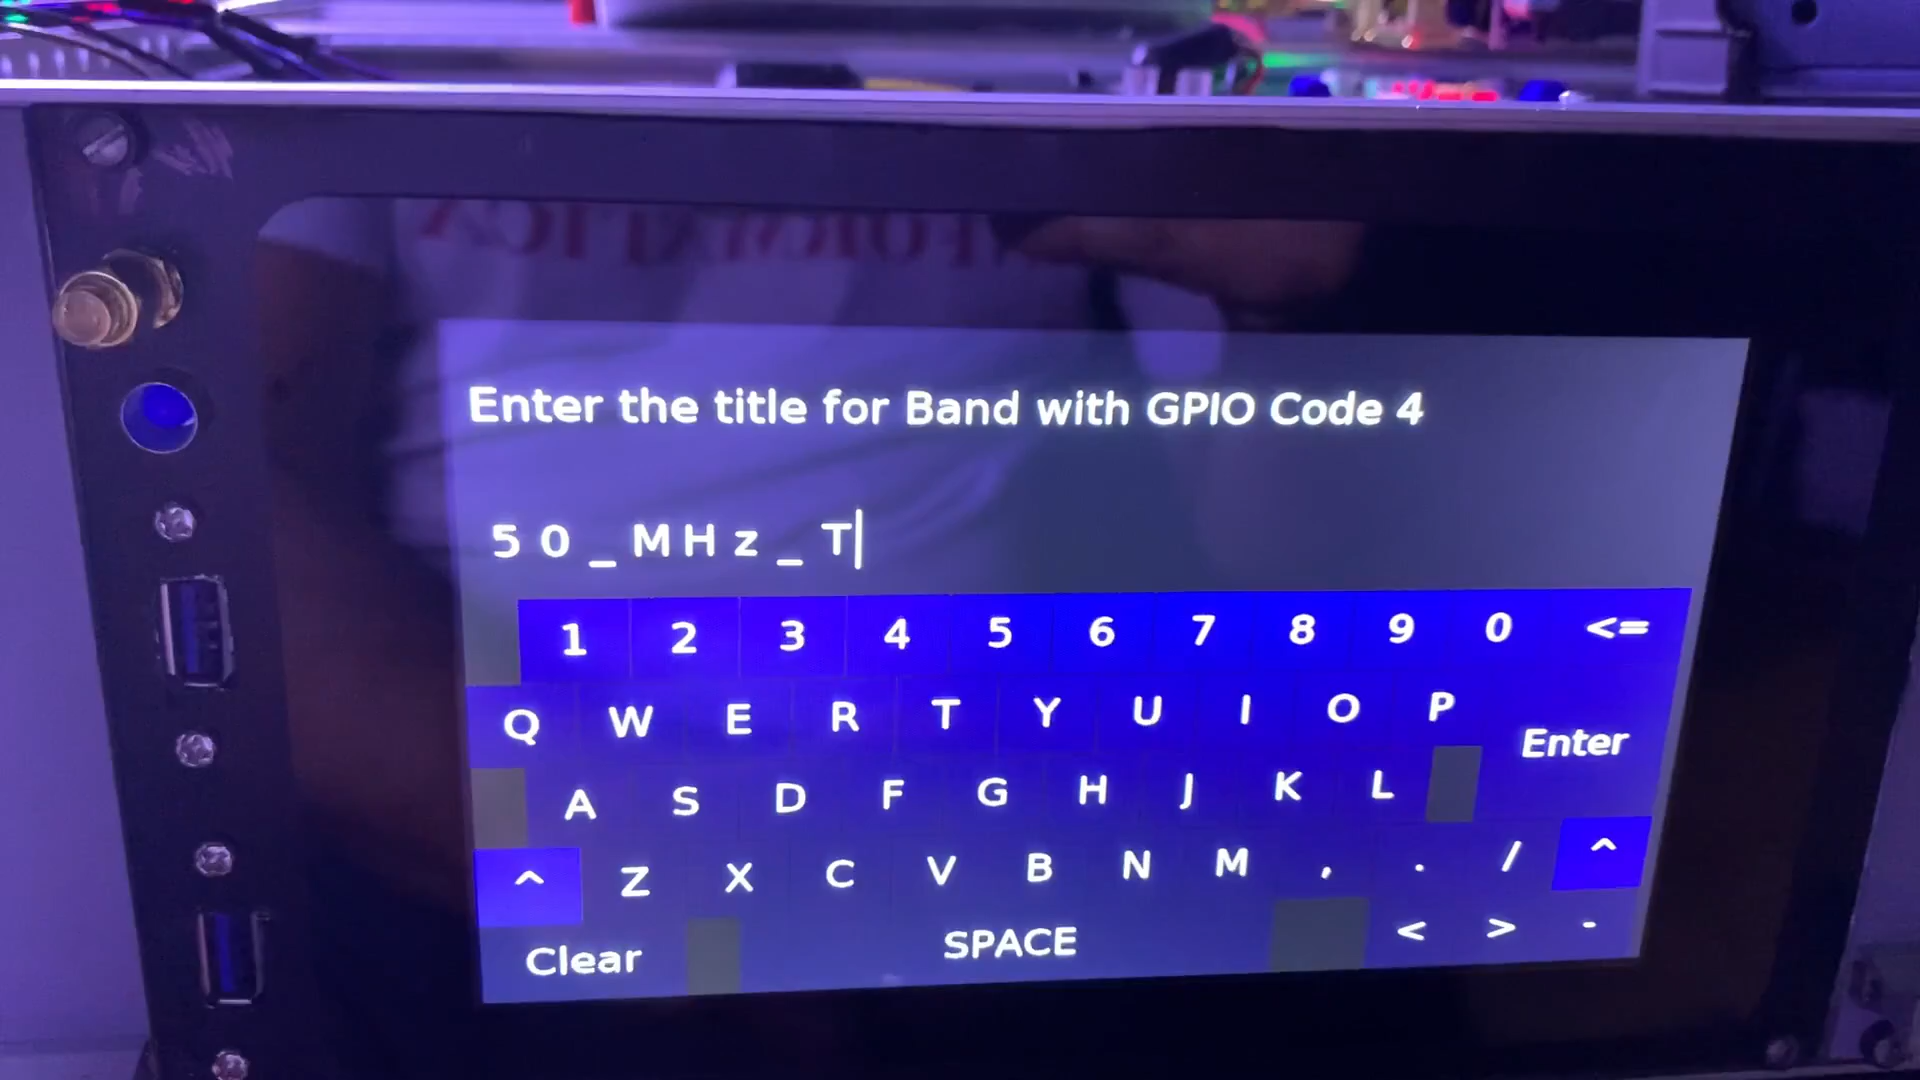 Enter the title for Band with GPIO Code 4
50_MHz_T
1 2 3 4 5 6 7 8 9 0 <=
Q W E R T Y U I O P
Enter
A S D F G H J K L
^ Z X C V B N M , . / ^
Clear SPACE < > -